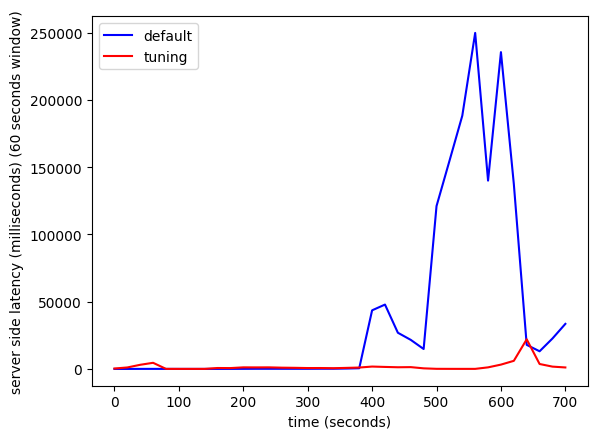 default
tuning
server side latency (milliseconds) (60 seconds window)
250000
200000
150000
100000
50000
0
0 100 200 300 400 500 600 700
time (seconds)